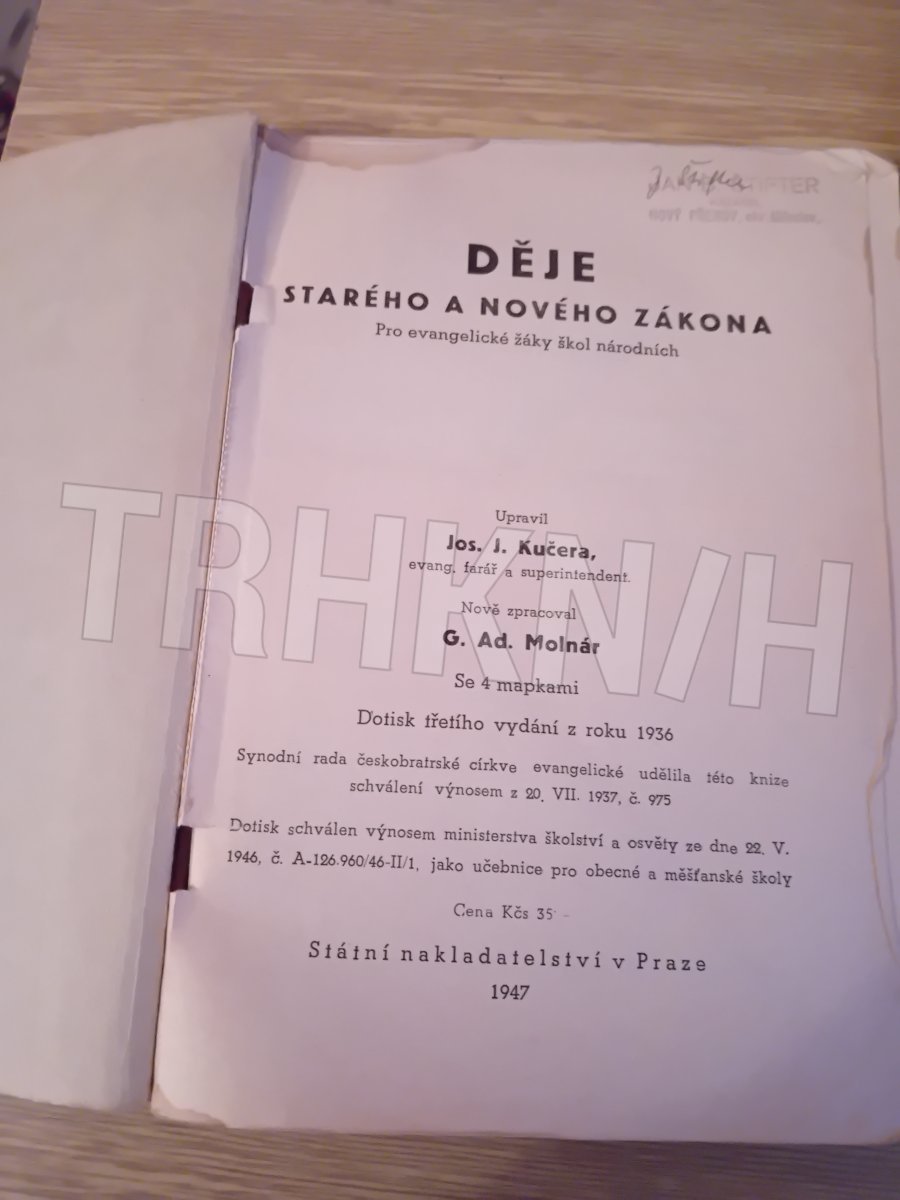 DĚJE
STARÉHO A NOVÉHO ZÁKONA
Pro evangelické žáky škol národních
Upravil
Jos. J. Kučera,
evang. farář a superintendent.
Nově zpracoval
G. Ad. Molnár
Se 4 mapkami
Dotisk třetího vydání z roku 1936
Synodní rada českobratrské církve evangelické udělila této knize
schválení výnosem z 20. VII. 1937, č. 975
Dotisk schválen výnosem ministerstva školství a osvěty ze dne 22. V.
1946, č. A-126.960/46-II/1, jako učebnice pro obecné a měšťanské školy
Cena Kčs 35·–
Státní nakladatelství v Praze
1947
TRHKN/H